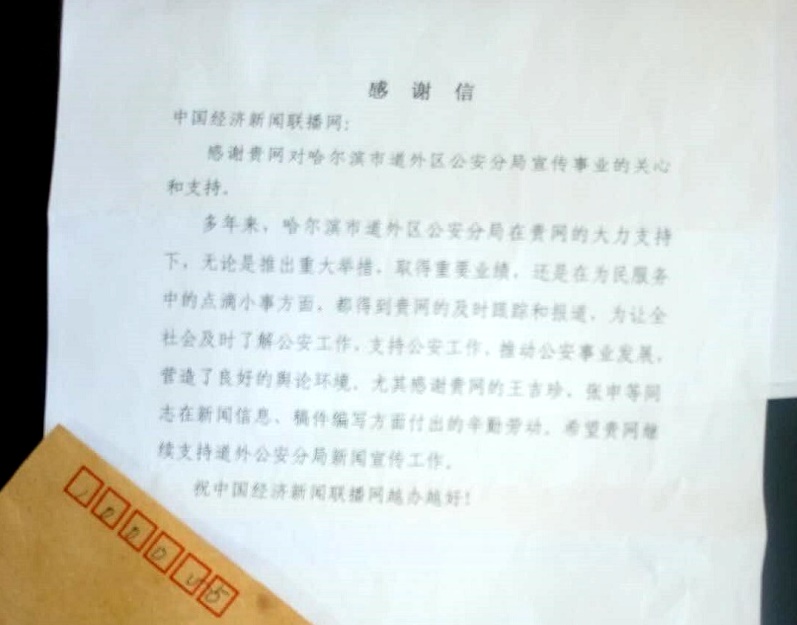 感谢信
中国经济新闻联播网：
感谢贵网对哈尔滨市道外区公安分局宣传事业的关心
和支持。
多年来，哈尔滨市道外区公安分局在贵网的大力支持
下，无论是推出重大举措，取得重要业绩，还是在为民服务
中的点滴小事方面，都得到贵网的及时跟踪和报道，为让全
社会及时了解公安工作，支持公安工作，推动公安事业发展，
营造了良好的舆论环境，尤其感谢贵网的王吉珍，张申等同
志在新闻信息、稿件编写方面付出的辛勤劳动，希望贵网继
续支持道外公安分局新闻宣传工作。
祝中国经济新闻联播网越办越好！